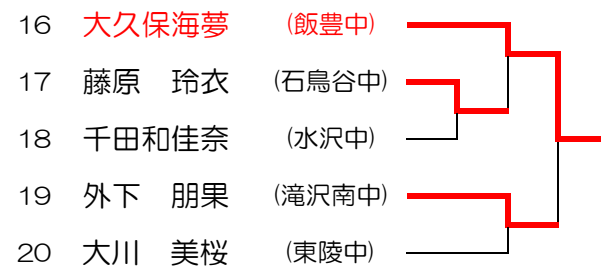 16 大久保海夢 (飯豊中)
17 藤原 玲衣 (石鳥谷中)
18 千田和佳奈 (水沢中)
19 外下 朋果 (滝沢南中)
20 大川 美桜 (東陵中)